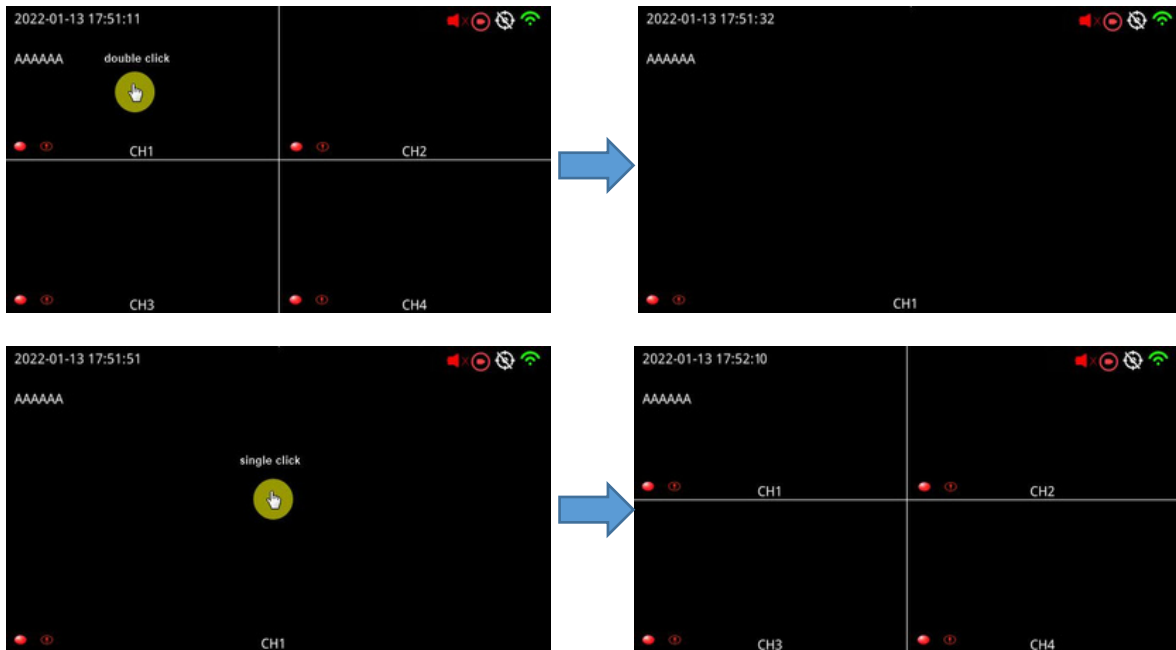 2022-01-13 17:51:11
AAAAAA double click
CH1 CH2
CH3 CH4
2022-01-13 17:51:32
AAAAAA
CH1
2022-01-13 17:51:51
AAAAAA
single click
CH1
2022-01-13 17:52:10
AAAAAA
CH1 CH2
CH3 CH4